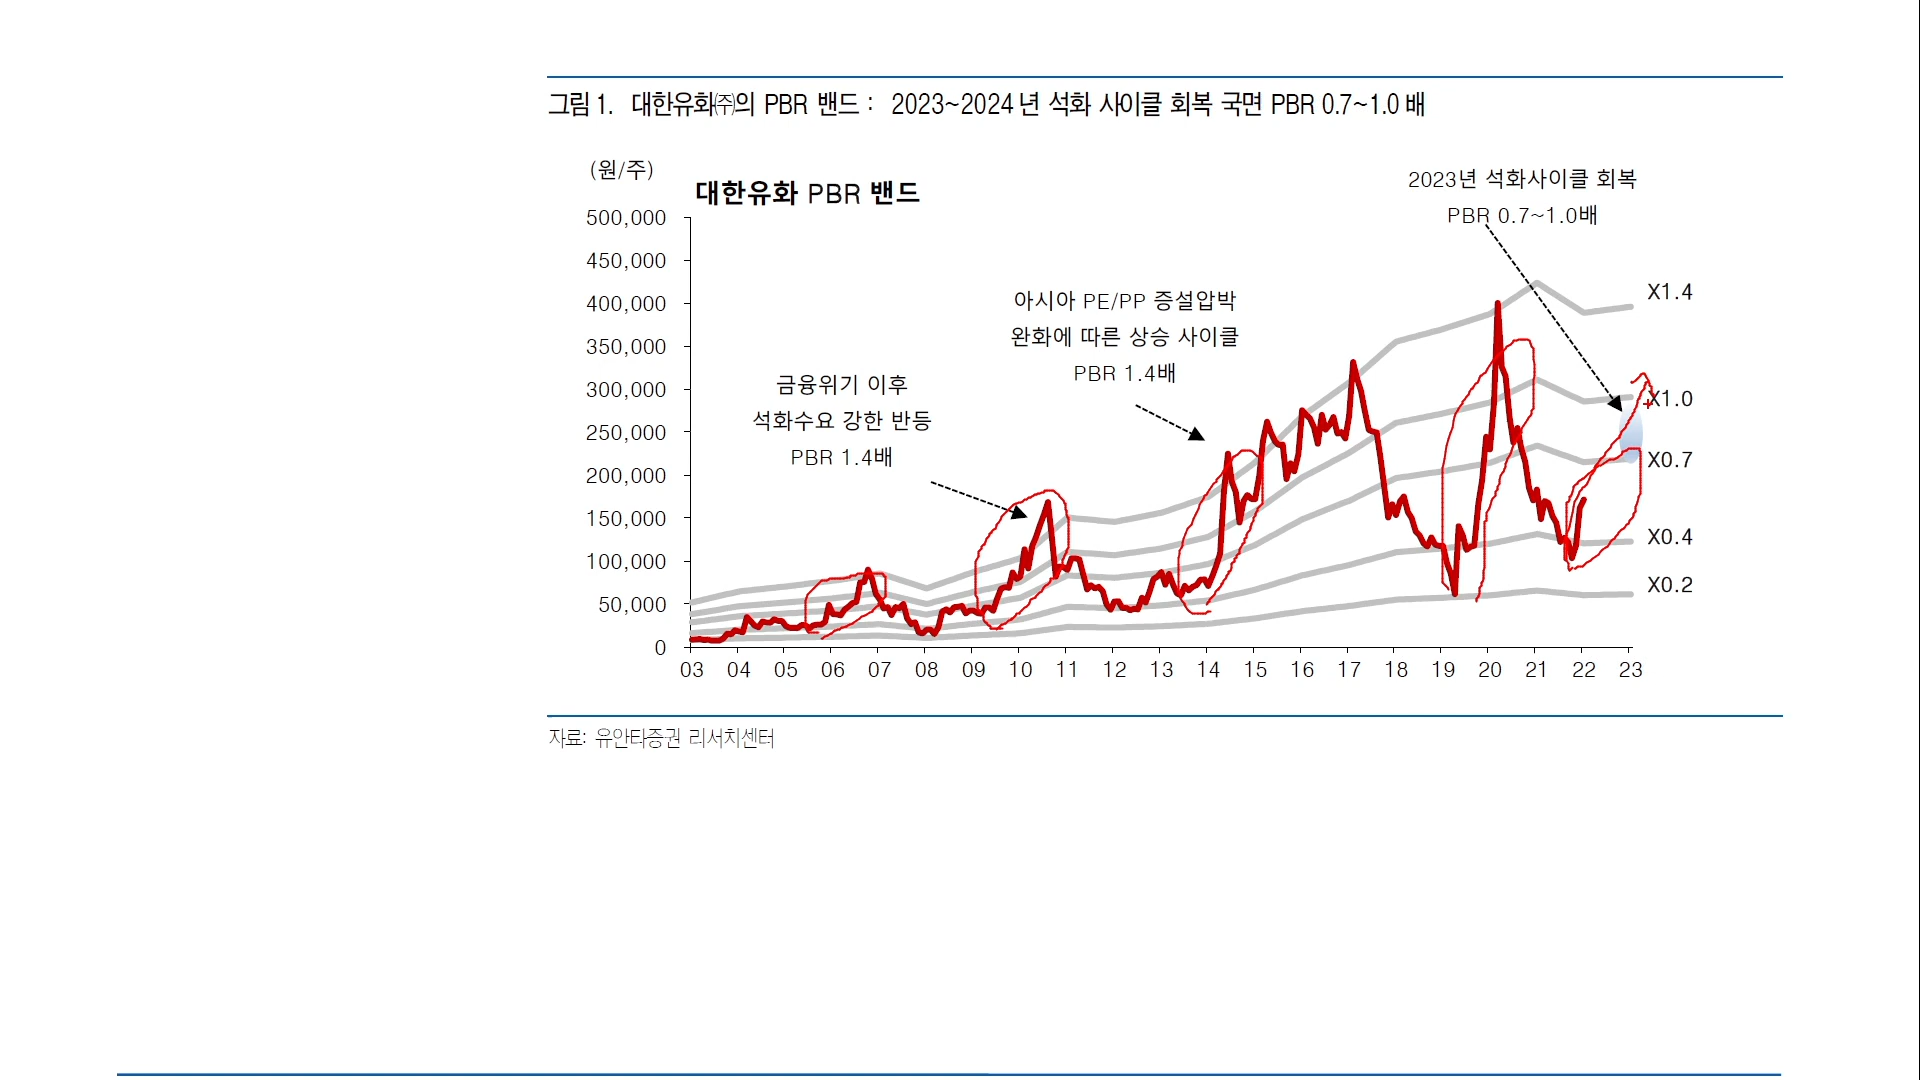 그림 1. 대한유화㈜의 PBR 밴드 : 2023~2024년 석화 사이클 회복 국면 PBR 0.7~1.0배
(원/주)
대한유화 PBR 밴드
2023년 석화사이클 회복
PBR 0.7~1.0배
아시아 PE/PP 증설압박
완화에 따른 상승 사이클
PBR 1.4배
금융위기 이후
석화수요 강한 반등
PBR 1.4배
500,000
450,000
400,000
350,000
300,000
250,000
200,000
150,000
100,000
50,000
0
X1.4
X1.0
X0.7
X0.4
X0.2
03 04 05 06 07 08 09 10 11 12 13 14 15 16 17 18 19 20 21 22 23
자료: 유안타증권 리서치센터